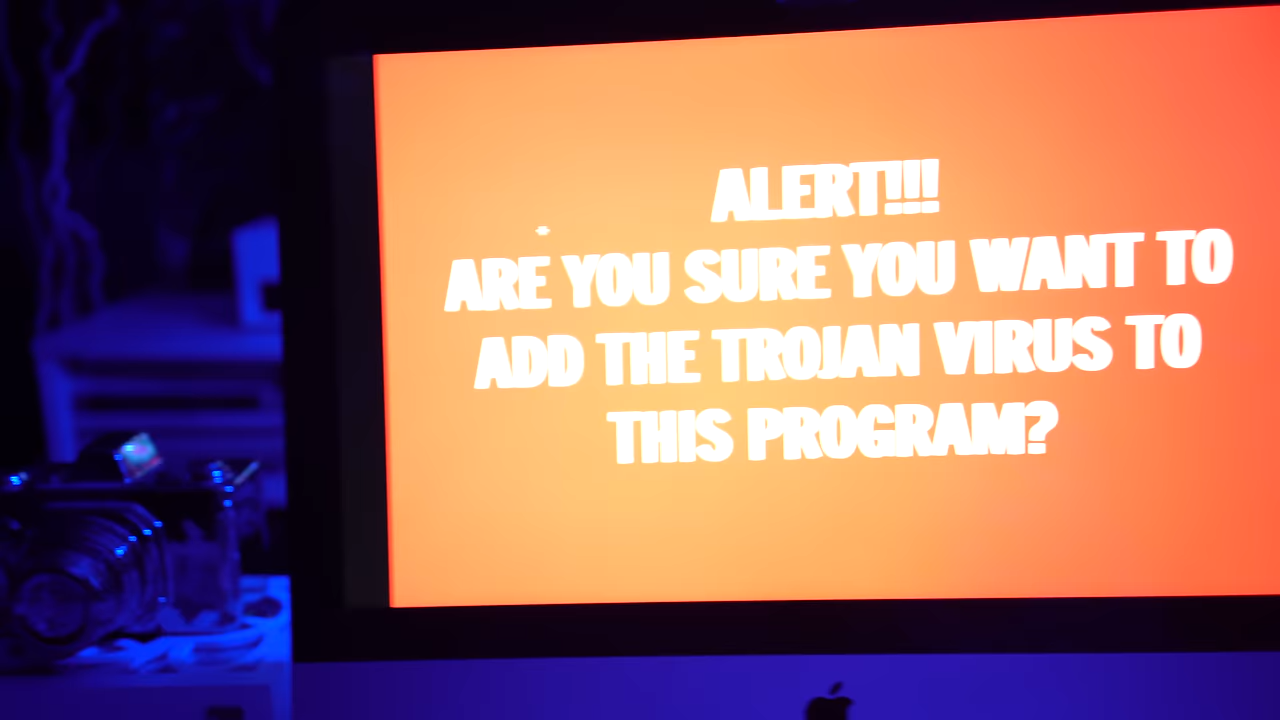 ALERT!!!
ARE YOU SURE YOU WANT TO
ADD THE TROJAN VIRUS TO
THIS PROGRAM?